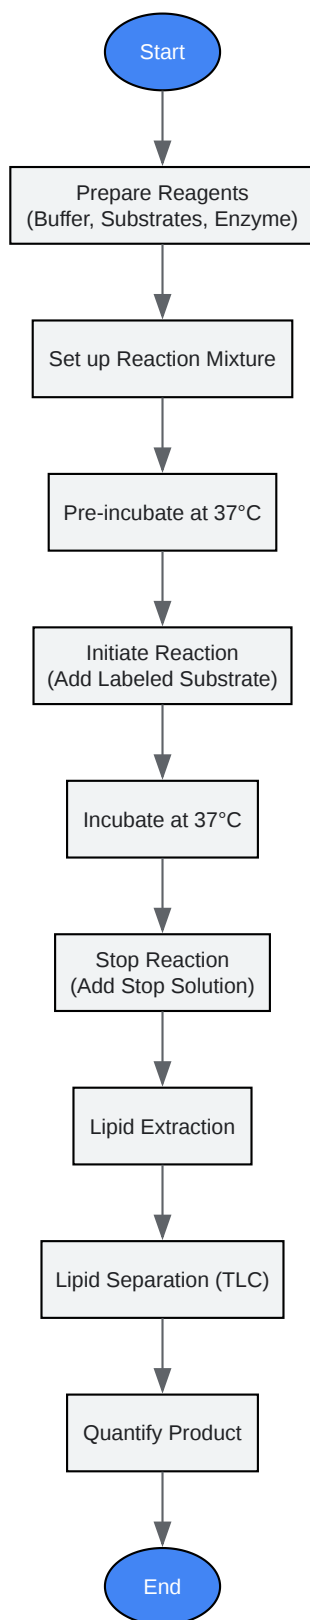 Start
Prepare Reagents
(Buffer, Substrates, Enzyme)
Set up Reaction Mixture
Pre-incubate at 37°C
Initiate Reaction
(Add Labeled Substrate)
Incubate at 37°C
Stop Reaction
(Add Stop Solution)
Lipid Extraction
Lipid Separation (TLC)
Quantify Product
End